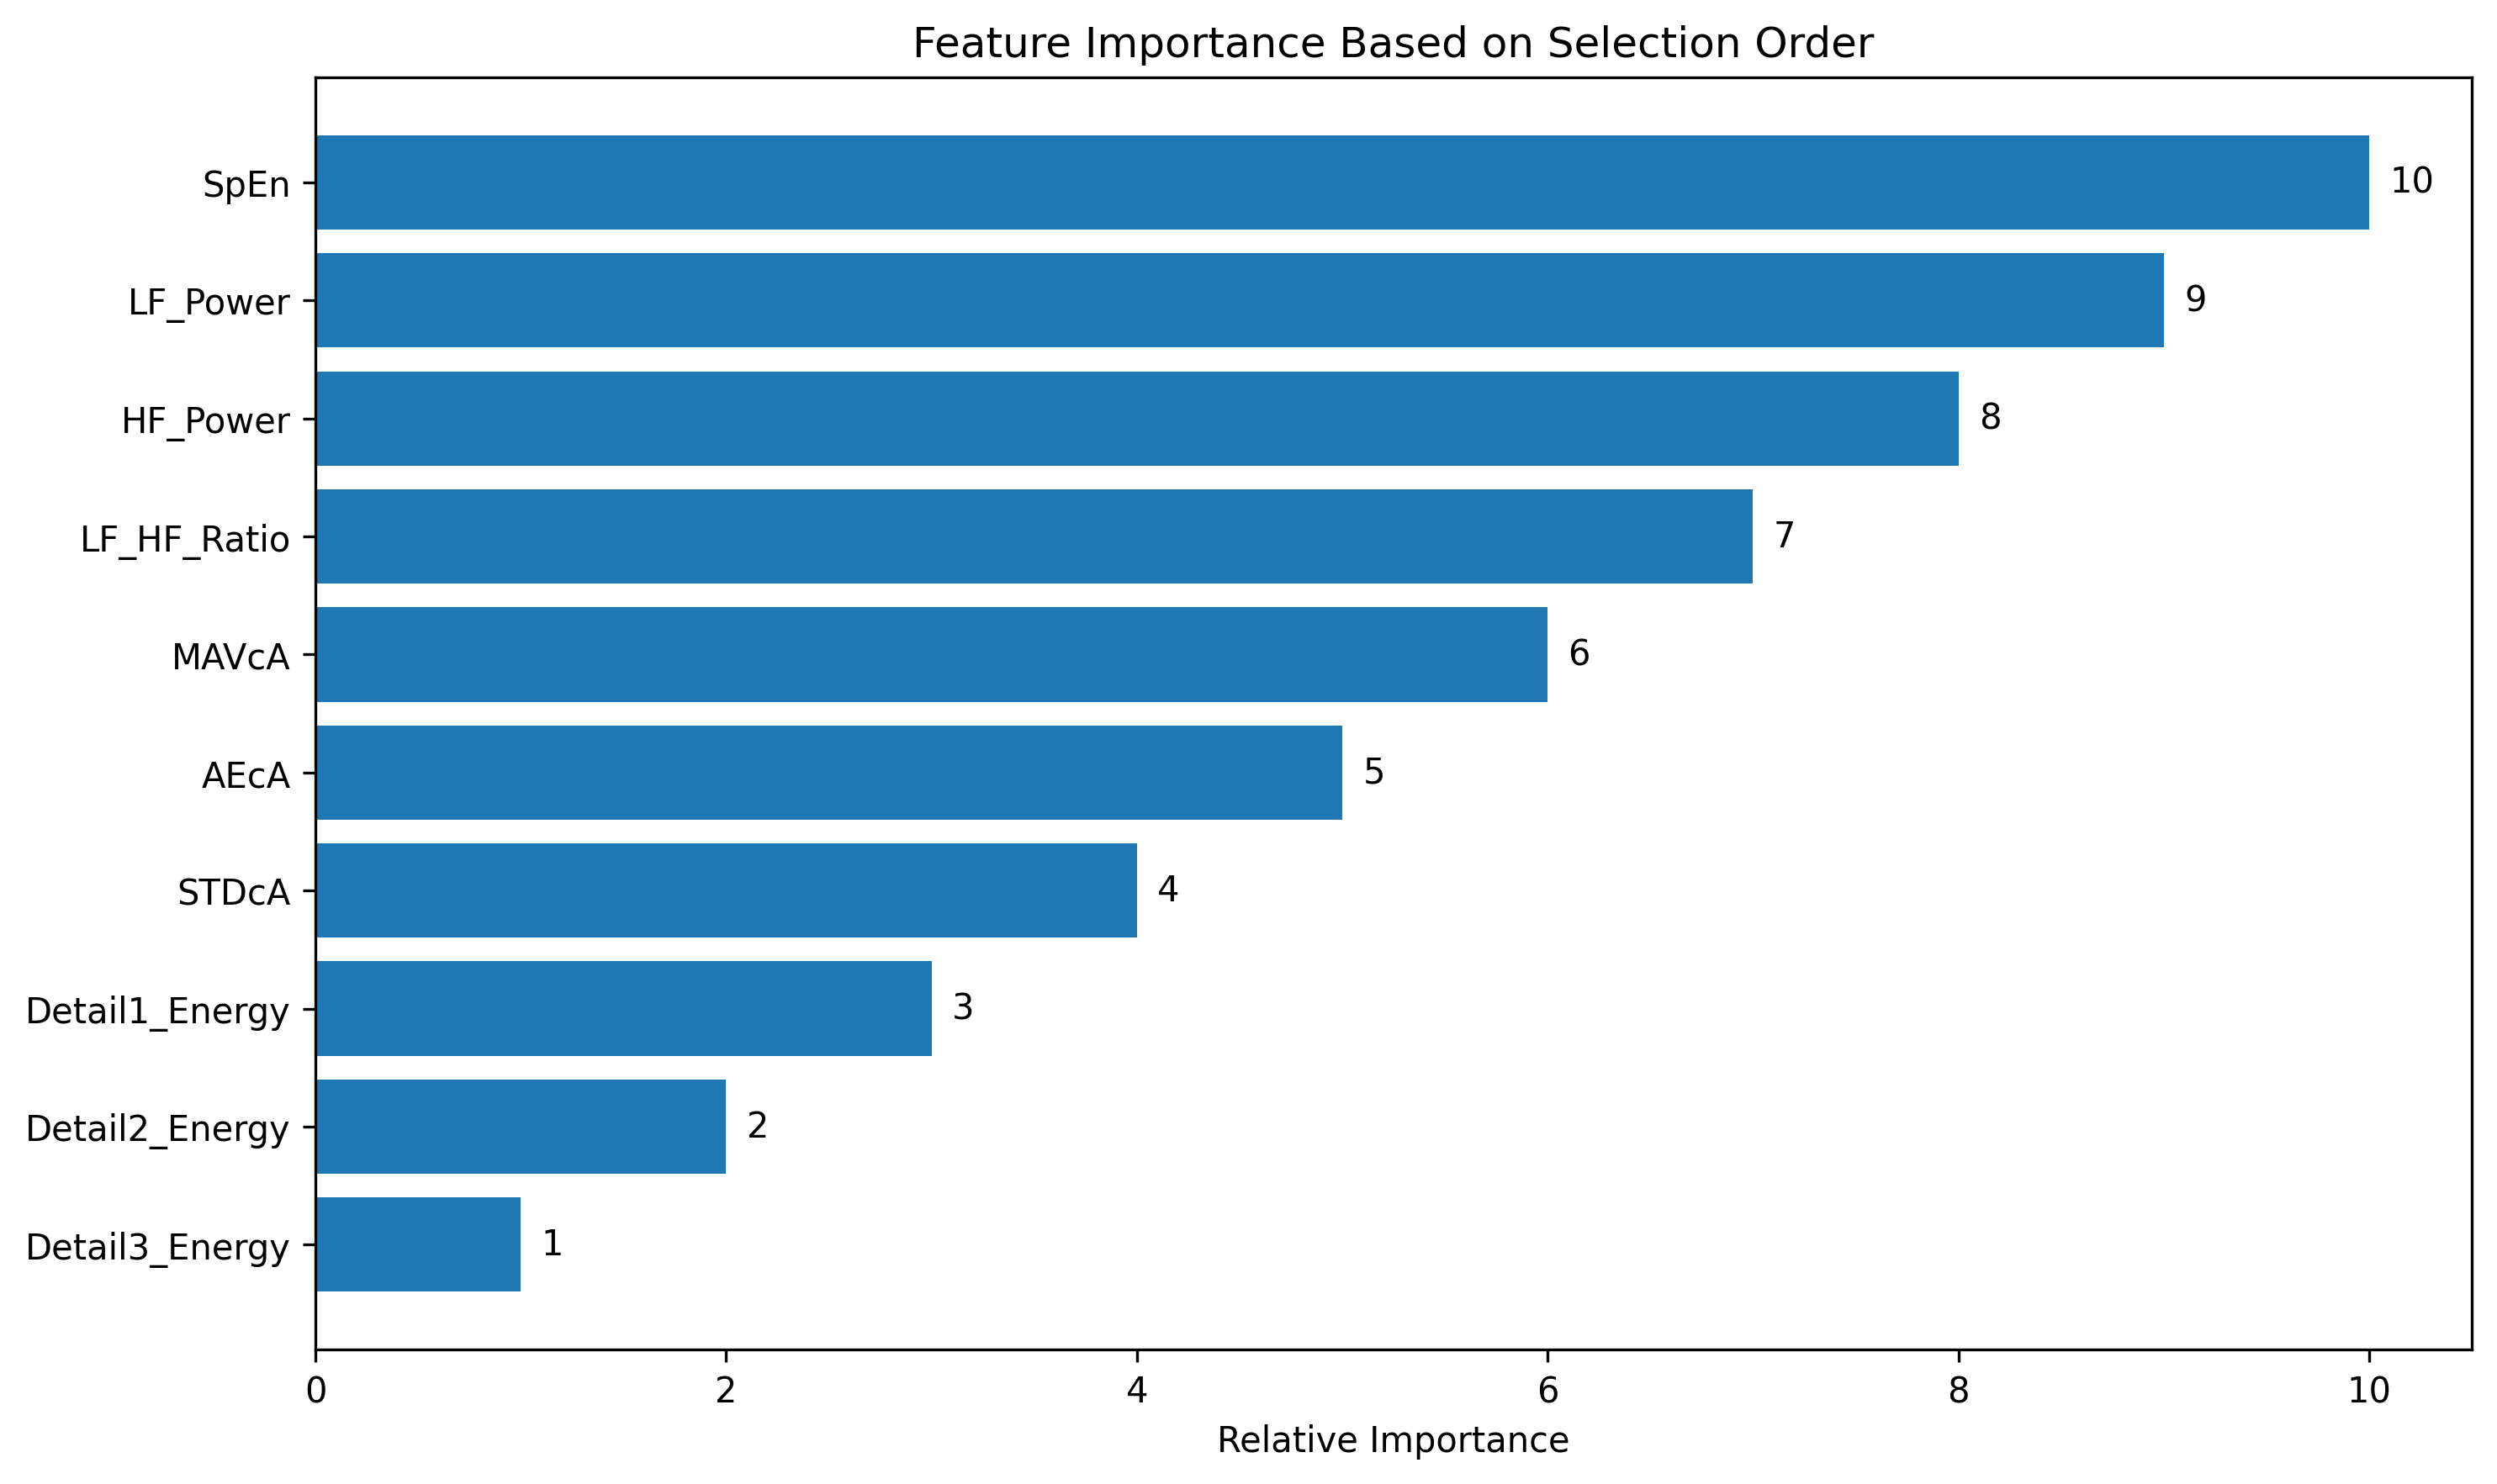 Feature Importance Based on Selection Order
SpEn
10
LF_Power
9
HF_Power
8
LF_HF_Ratio
7
MAVcA
6
AEcA
5
STDcA
4
Detail1_Energy
3
Detail2_Energy
2
Detail3_Energy
1
0 2 4 6 8 10
Relative Importance